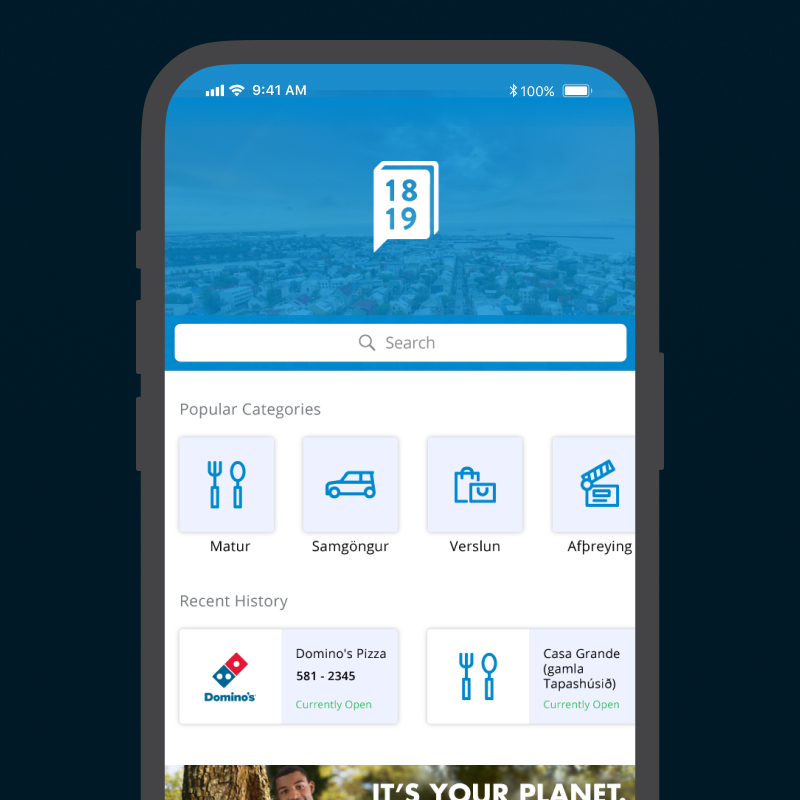 9:41 AM
100%
18
19
Search
Popular Categories
Matur
Samgöngur
Verslun
Afþreying
Recent History
Domino's
Domino's Pizza
581 - 2345
Currently Open
Casa Grande
(gamla
Tapashúsið)
Currently Open
IT'S YOUR PLANET.